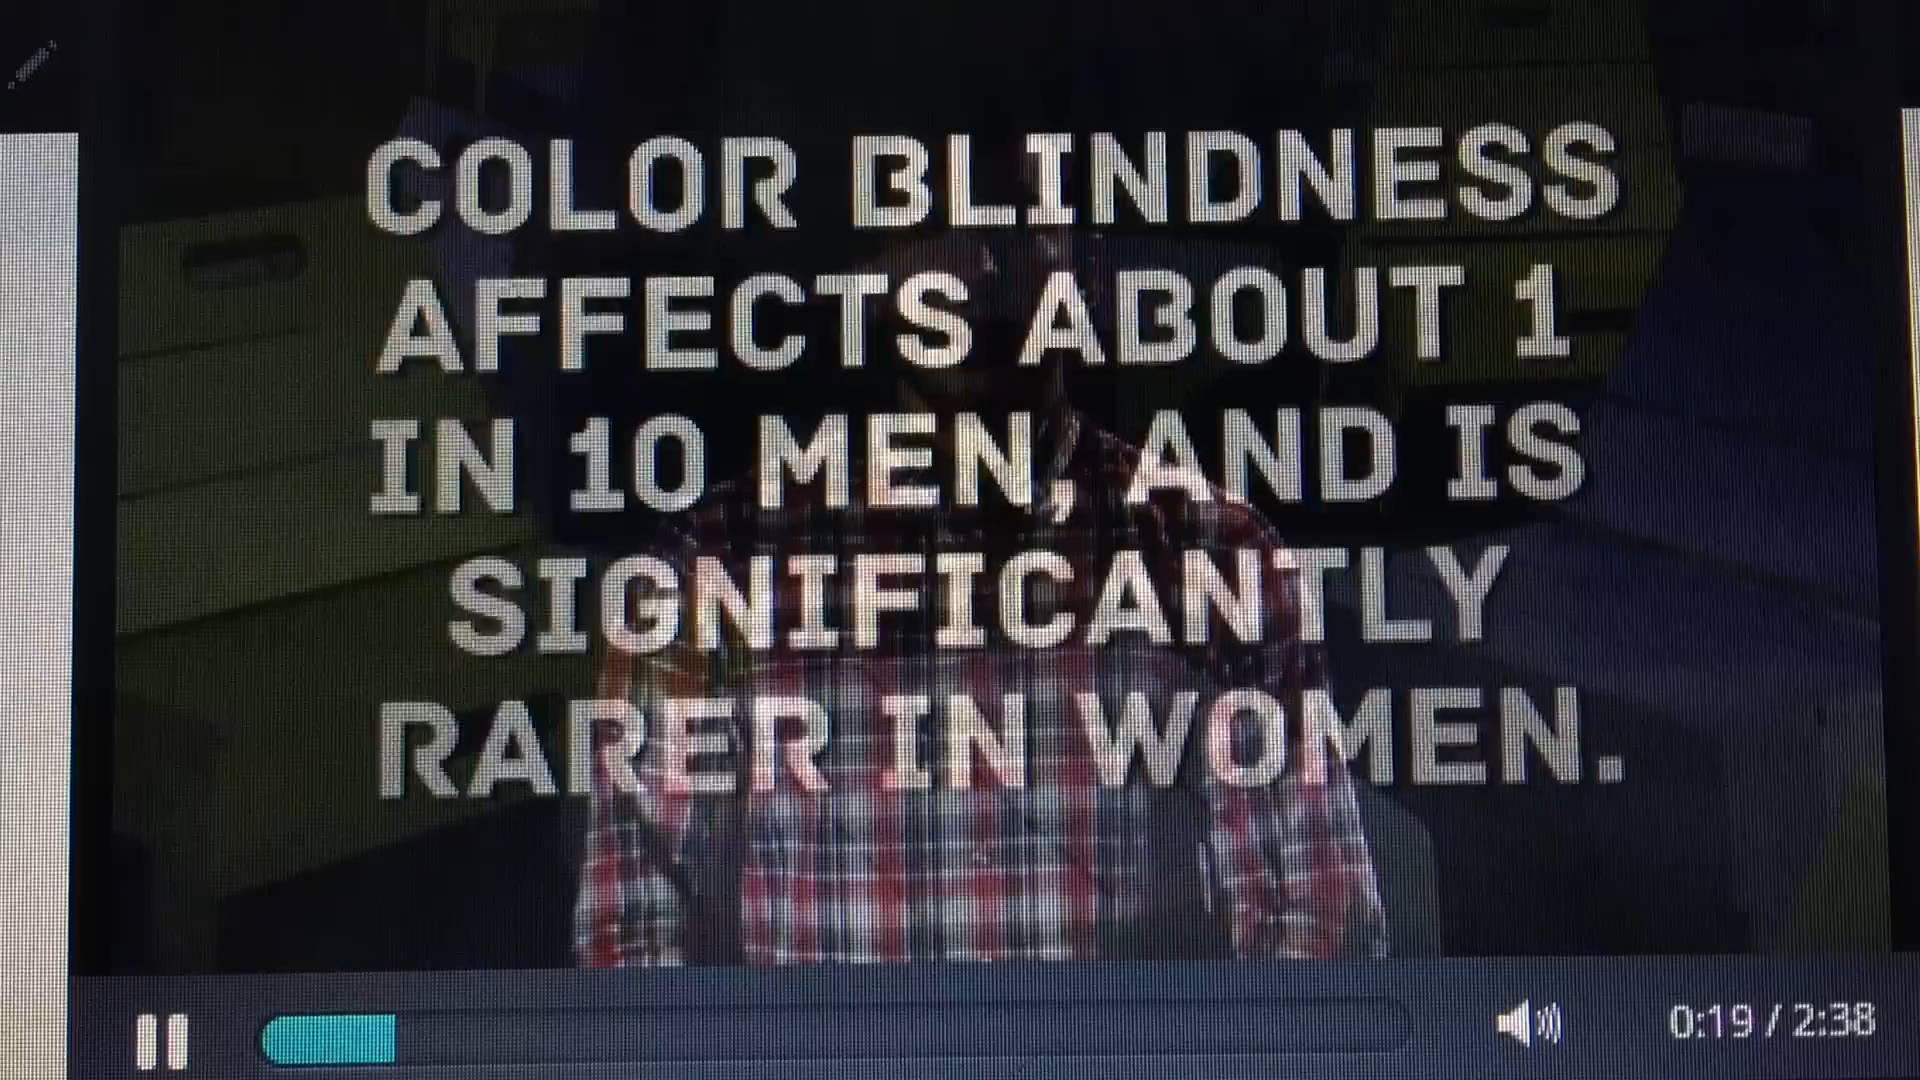 COLOR BLINDNESS
AFFECTS ABOUT 1
IN 10 MEN, AND IS
SIGNIFICANTLY
RARER IN WOMEN.
0:19 / 2:38